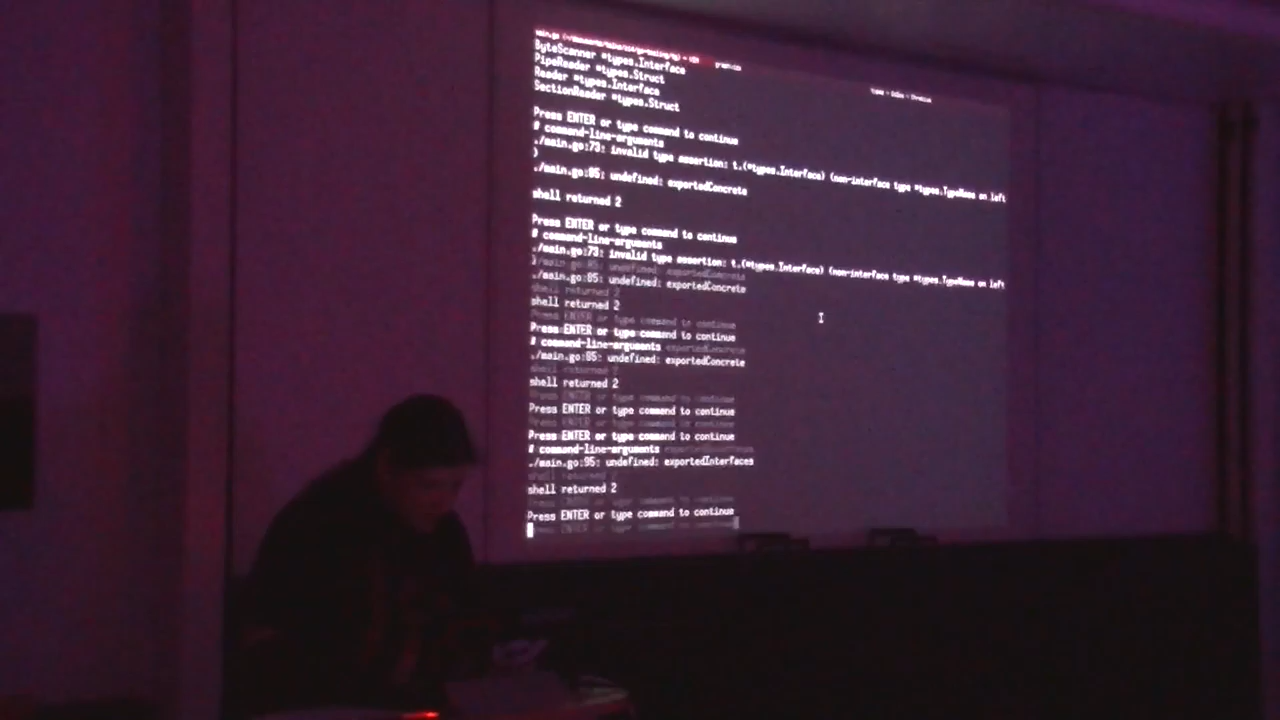 ByteScanner *types.Interface
PipeReader *types.Struct
Reader *types.Interface
SectionReader *types.Struct
Press ENTER or type command to continue
# command-line-arguments
./main.go:73: invalid type assertion: t.(*types.Interface) (non-interface type *types.TypeName on left
)
./main.go:85: undefined: exportedConcrete
shell returned 2
Press ENTER or type command to continue
# command-line-arguments
./main.go:73: invalid type assertion: t.(*types.Interface) (non-interface type *types.TypeName on left
)
./main.go:85: undefined: exportedConcrete
shell returned 2
Press ENTER or type command to continue
# command-line-arguments
./main.go:85: undefined: exportedConcrete
shell returned 2
Press ENTER or type command to continue
Press ENTER or type command to continue
# command-line-arguments
./main.go:95: undefined: exportedInterfaces
shell returned 2
Press ENTER or type command to continue